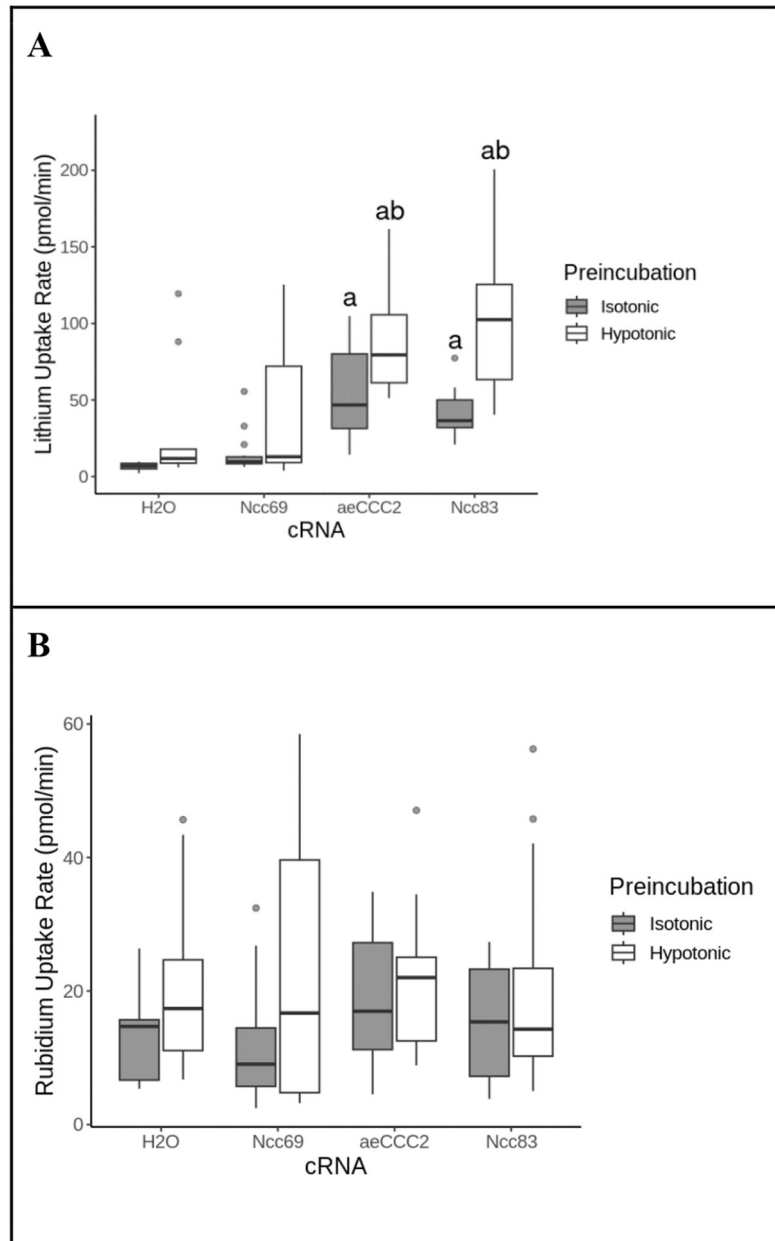 A
Lithium Uptake Rate (pmol/min)
200
150
100
50
0
a
ab
a
ab
H2O
Ncc69
aeCCC2
Ncc83
cRNA
Preincubation
Isotonic
Hypotonic
B
Rubidium Uptake Rate (pmol/min)
60
40
20
0
H2O
Ncc69
aeCCC2
Ncc83
cRNA
Preincubation
Isotonic
Hypotonic